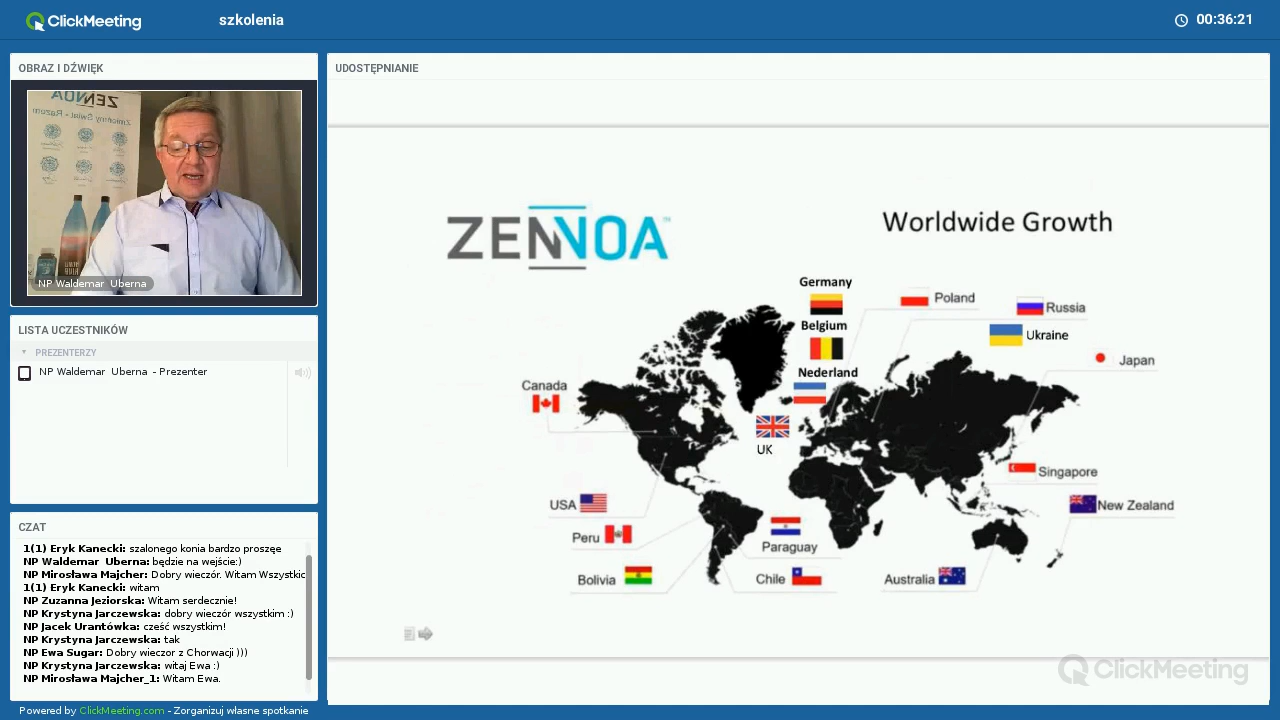 ClickMeeting
szkolenia
00:36:21
OBRAZ I DŹWIĘK
ZENNOA
Zmieniamy Świat - Razem
NP Waldemar Uberna
LISTA UCZESTNIKÓW
PREZENTERZY
NP Waldemar Uberna - Prezenter
CZAT
1(1) Eryk Kanecki: szalonego konia bardzo proszęe
NP Waldemar Uberna: będzie na wejście:)
NP Mirosława Majcher: Dobry wieczór. Witam Wszystkic
1(1) Eryk Kanecki: witam
NP Zuzanna Jeziorska: Witam serdecznie!
NP Krystyna Jarczewska: dobry wieczór wszystkim :)
NP Jacek Urantówka: cześć wszystkim!
NP Krystyna Jarczewska: tak
NP Ewa Sugar: Dobry wieczor z Chorwacji )))
NP Krystyna Jarczewska: witaj Ewa :)
NP Mirosława Majcher_1: Witam Ewa.
Powered by ClickMeeting.com - Zorganizuj własne spotkanie
UDOSTĘPNIANIE
ZENNOA™
Worldwide Growth
Germany
Poland
Russia
Belgium
Ukraine
Japan
Nederland
Canada
UK
Singapore
USA
New Zealand
Peru
Paraguay
Bolivia
Chile
Australia
ClickMeeting